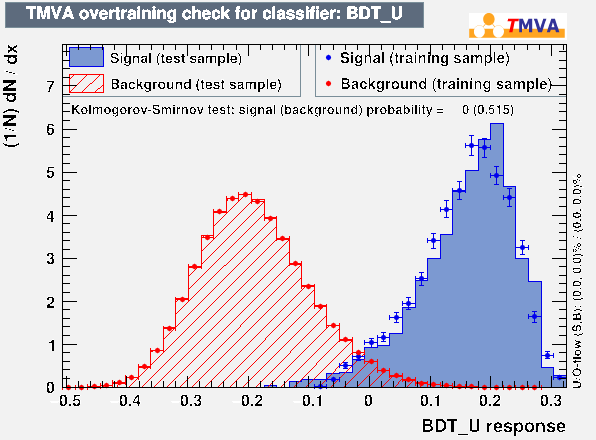 TMVA overtraining check for classifier: BDT_U
TMVA
Signal (test sample)
Background (test sample)
Signal (training sample)
Background (training sample)
Kolmogorov-Smirnov test: signal (background) probability = 0 (0.515)
(1/N) dN / dx
7
6
5
4
3
2
1
0
-0.5 -0.4 -0.3 -0.2 -0.1 0 0.1 0.2 0.3
BDT_U response
U/O-flow (S,B): (0.0, 0.0)% / (0.0, 0.0)%